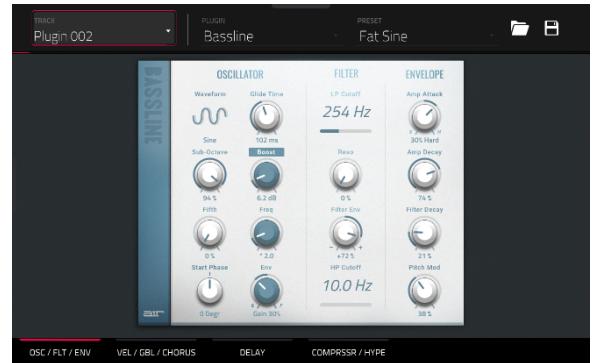 TRACK
Plugin 002
PLUGIN
Bassline
PRESET
Fat Sine
BASSLINE
OSCILLATOR
FILTER
ENVELOPE
Waveform
Glide Time
LP Cutoff
Amp Attack
254 Hz
Sine
102 ms
30% Hard
Sub-Octave
Boost
Reso
Amp Decay
94 %
6.2 dB
0 %
74 %
Fifth
Freq
Filter Env
Filter Decay
0 %
* 2.0
- +
+72 %
21 %
Start Phase
Env
HP Cutoff
Pitch Mod
10.0 Hz
0 Degr
Gain 30%
38 %
OSC / FLT / ENV
VEL / GBL / CHORUS
DELAY
COMPRSSR / HYPE